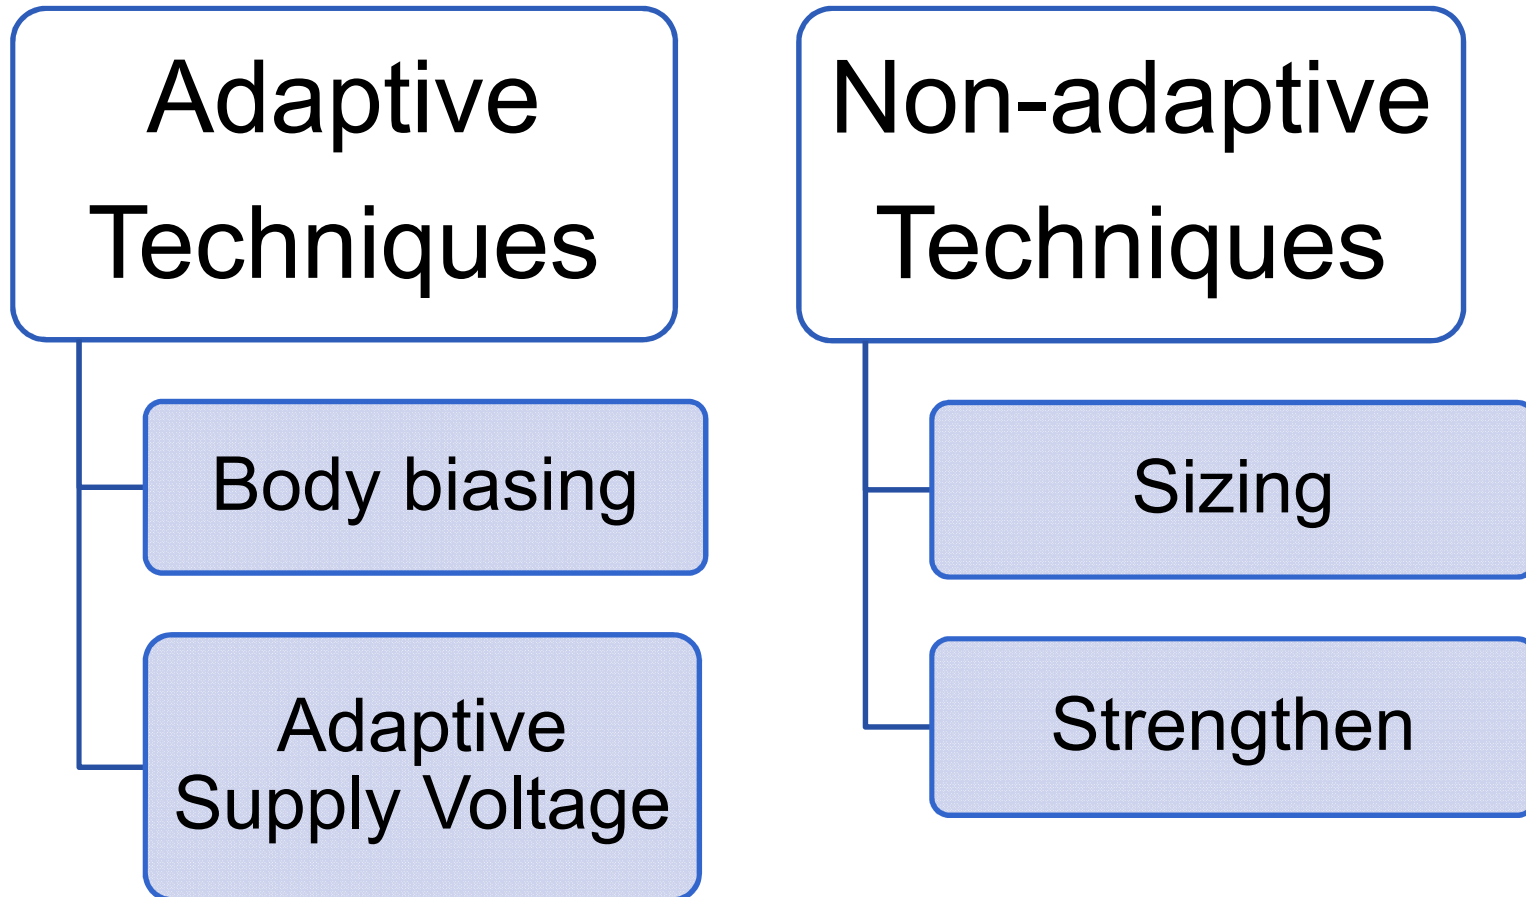 Adaptive
Techniques
Body biasing
Adaptive
Supply Voltage
Non-adaptive
Techniques
Sizing
Strengthen